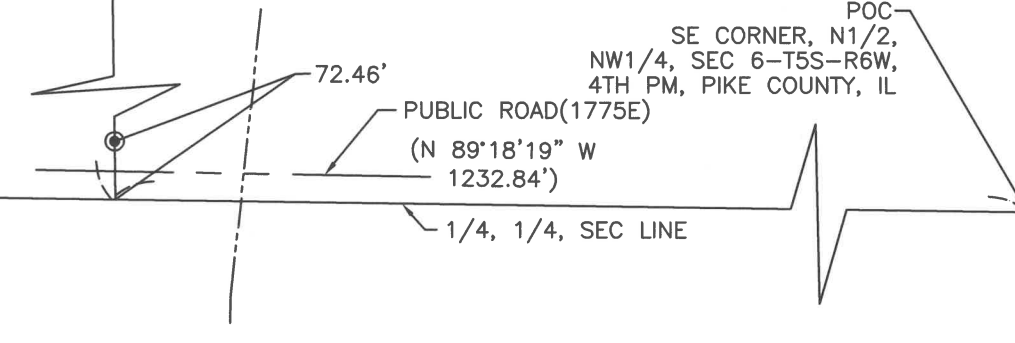 POC
SE CORNER, N1/2,
NW1/4, SEC 6-T5S-R6W,
4TH PM, PIKE COUNTY, IL
72.46'
PUBLIC ROAD(1775E)
(N 89°18'19" W
1232.84')
1/4, 1/4, SEC LINE